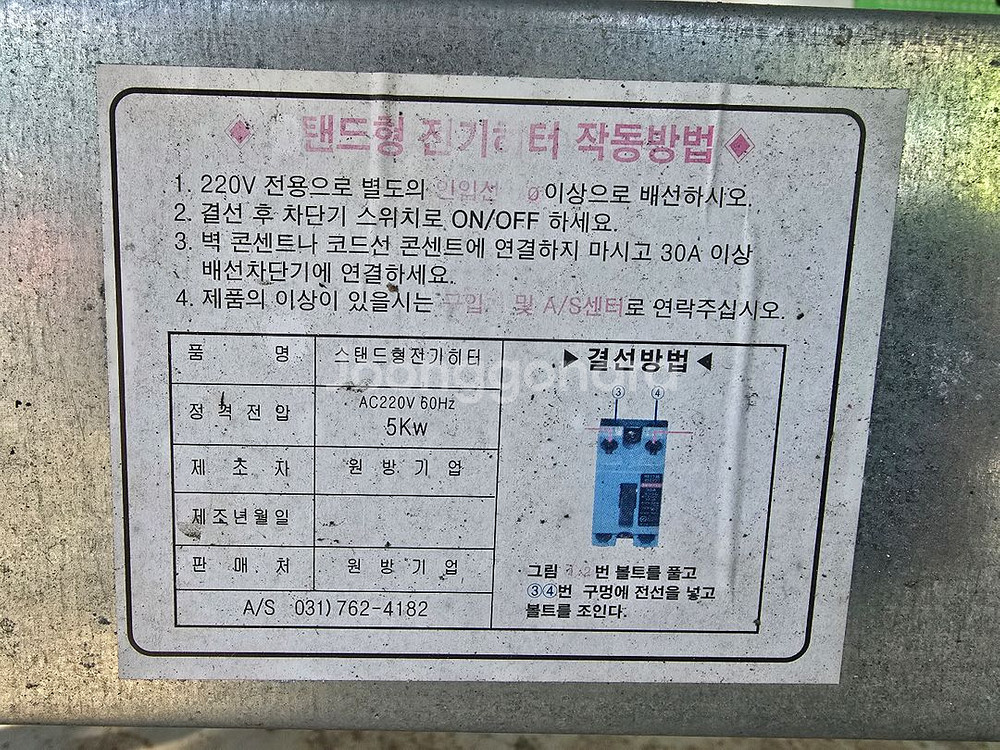 탠드형 전기히터 작동방법
1. 220V 전용으로 별도의 인입선 Ø이상으로 배선하시오.
2. 결선 후 차단기 스위치로 ON/OFF 하세요.
3. 벽 콘센트나 코드선 콘센트에 연결하지 마시고 30A 이상
배선차단기에 연결하세요.
4. 제품의 이상이 있을시는 구입 및 A/S센터로 연락주십시오.
품 명 스탠드형전기히터
정격전압 AC220V 60Hz
5Kw
제 조 자 원 방 기 업
제조년월일
판 매 처 원 방 기 업
A/S 031) 762-4182
▶ 결선방법 ◀
③ ④
그림 번 볼트를 풀고
③④번 구멍에 전선을 넣고
볼트를 조인다.
joonggonara